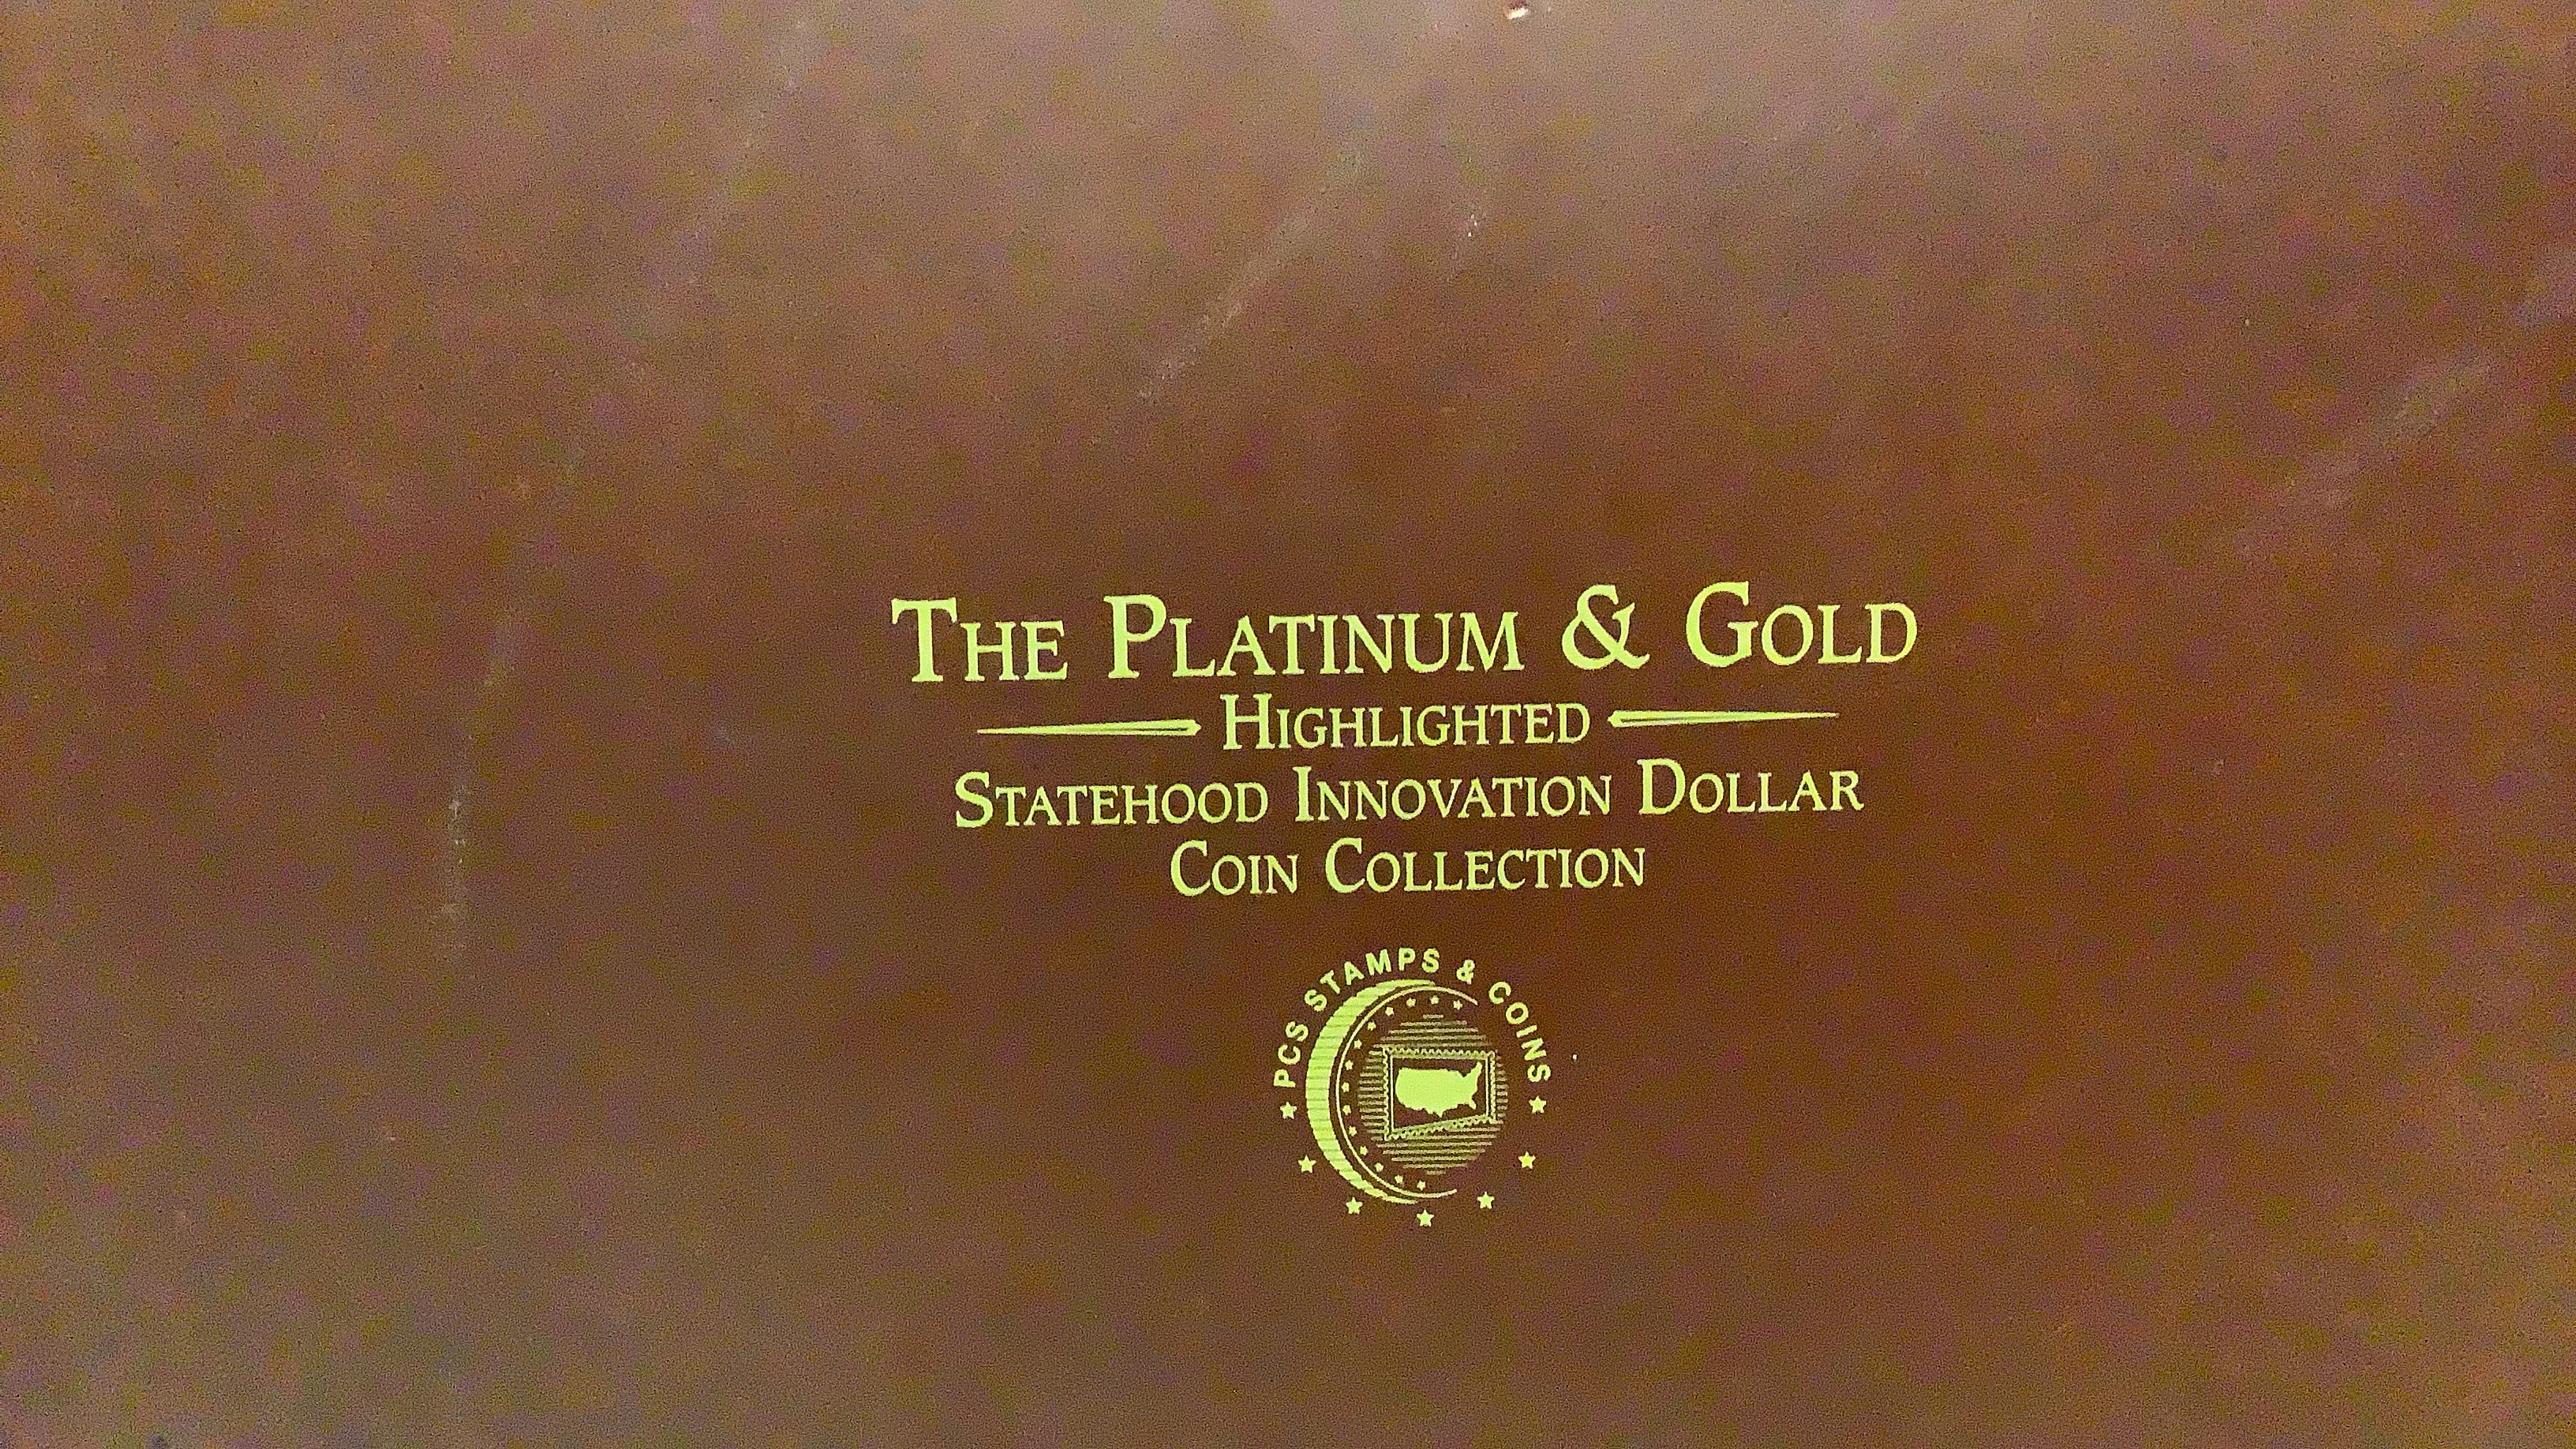 THE PLATINUM & GOLD
HIGHLIGHTED
STATEHOOD INNOVATION DOLLAR
COIN COLLECTION
PCS STAMPS & COINS